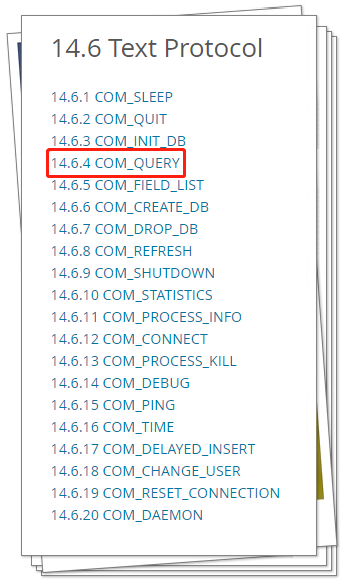 14.6 Text Protocol
14.6.1 COM_SLEEP
14.6.2 COM_QUIT
14.6.3 COM_INIT_DB
14.6.4 COM_QUERY
14.6.5 COM_FIELD_LIST
14.6.6 COM_CREATE_DB
14.6.7 COM_DROP_DB
14.6.8 COM_REFRESH
14.6.9 COM_SHUTDOWN
14.6.10 COM_STATISTICS
14.6.11 COM_PROCESS_INFO
14.6.12 COM_CONNECT
14.6.13 COM_PROCESS_KILL
14.6.14 COM_DEBUG
14.6.15 COM_PING
14.6.16 COM_TIME
14.6.17 COM_DELAYED_INSERT
14.6.18 COM_CHANGE_USER
14.6.19 COM_RESET_CONNECTION
14.6.20 COM_DAEMON